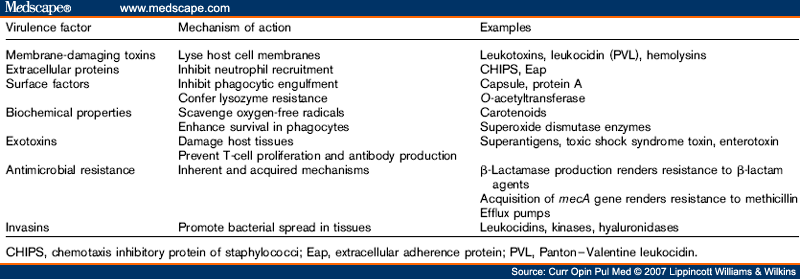 Medscape® www.medscape.com
Virulence factor Mechanism of action Examples
Membrane-damaging toxins Lyse host cell membranes Leukotoxins, leukocidin (PVL), hemolysins
Extracellular proteins Inhibit neutrophil recruitment CHIPS, Eap
Surface factors Inhibit phagocytic engulfment Capsule, protein A
Confer lysozyme resistance O-acetyltransferase
Biochemical properties Scavenge oxygen-free radicals Carotenoids
Enhance survival in phagocytes Superoxide dismutase enzymes
Exotoxins Damage host tissues Superantigens, toxic shock syndrome toxin, enterotoxin
Prevent T-cell proliferation and antibody production
Antimicrobial resistance Inherent and acquired mechanisms β-Lactamase production renders resistance to β-lactam
agents
Acquisition of mecA gene renders resistance to methicillin
Efflux pumps
Invasins Promote bacterial spread in tissues Leukocidins, kinases, hyaluronidases
CHIPS, chemotaxis inhibitory protein of staphylococci; Eap, extracellular adherence protein; PVL, Panton–Valentine leukocidin.
Source: Curr Opin Pul Med © 2007 Lippincott Williams & Wilkins